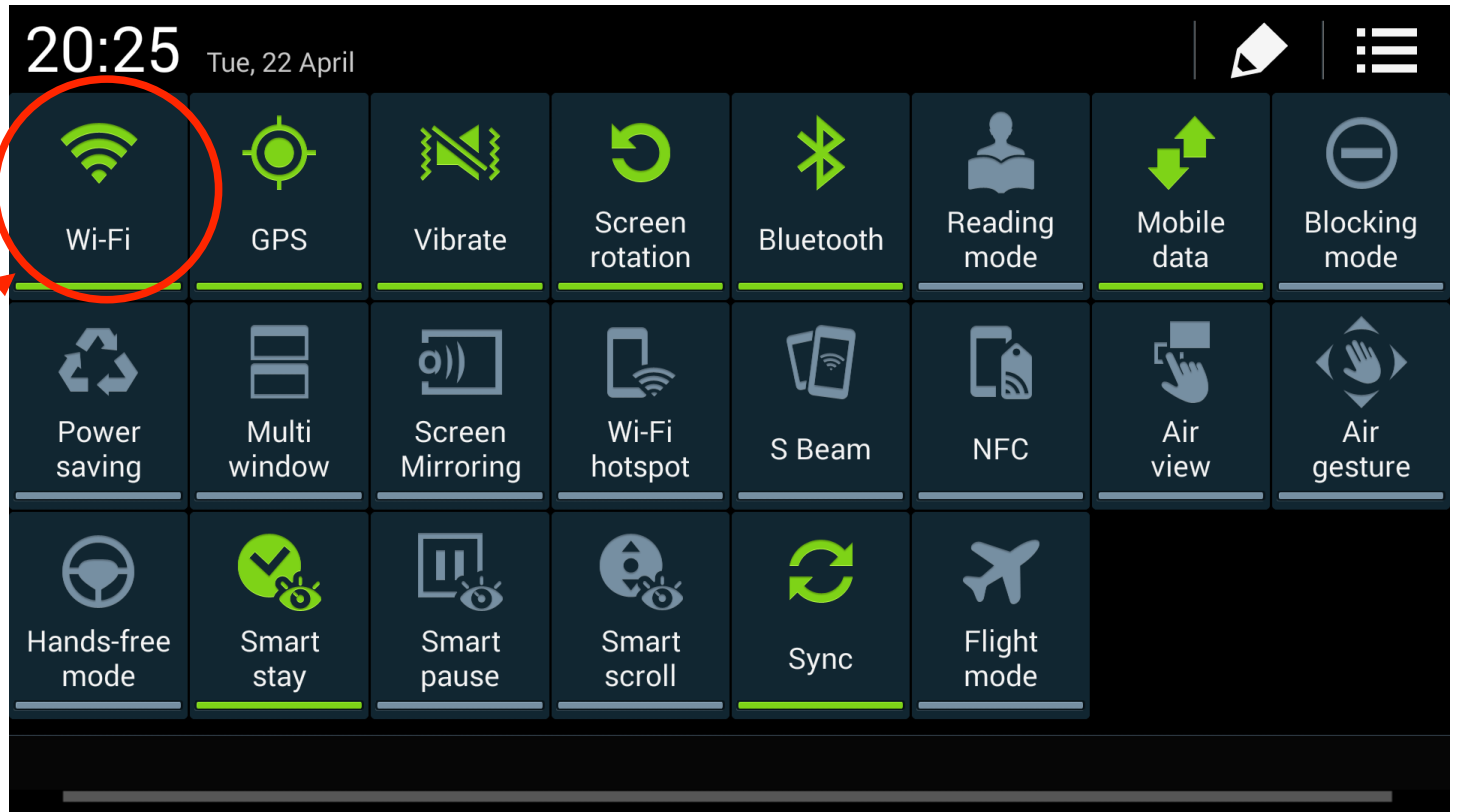 20:25 Tue, 22 April
Wi-Fi
GPS
Vibrate
Screen
rotation
Bluetooth
Reading
mode
Mobile
data
Blocking
mode
Power
saving
Multi
window
Screen
Mirroring
Wi-Fi
hotspot
S Beam
NFC
Air
view
Air
gesture
Hands-free
mode
Smart
stay
Smart
pause
Smart
scroll
Sync
Flight
mode